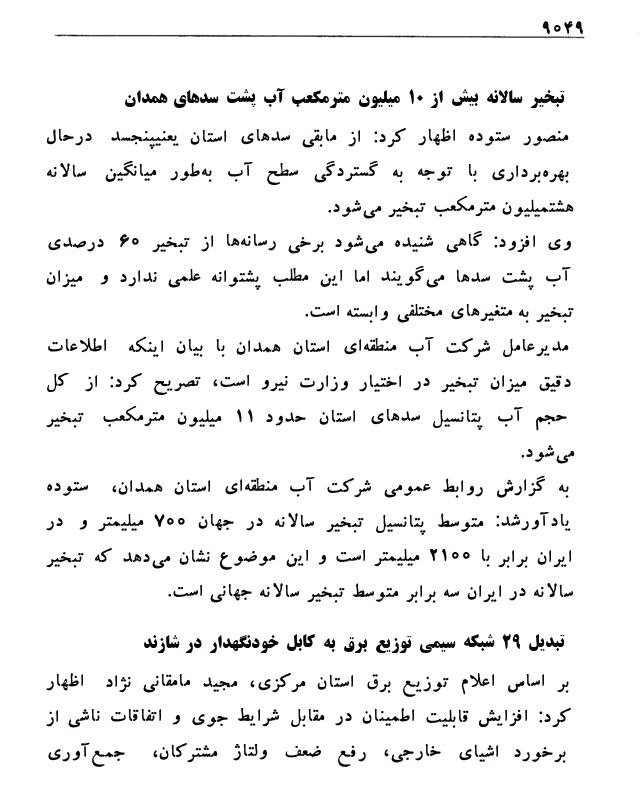 ۹۰۴۹
تبخیر سالانه بیش از ۱۰ میلیون مترمکعب آب پشت سدهای همدان
منصور ستوده اظهار کرد: از مابقی سدهای استان یعنیپنجسد درحال
بهره‌برداری با توجه به گستردگی سطح آب به‌طور میانگین سالانه
هشتمیلیون مترمکعب تبخیر می‌شود.
وی افزود: گاهی شنیده می‌شود برخی رسانه‌ها از تبخیر ۶۰ درصدی
آب پشت سدها می‌گویند اما این مطلب پشتوانه علمی ندارد و میزان
تبخیر به متغیرهای مختلفی وابسته است.
مدیرعامل شرکت آب منطقه‌ای استان همدان با بیان اینکه اطلاعات
دقیق میزان تبخیر در اختیار وزارت نیرو است، تصریح کرد: از کل
حجم آب پتانسیل سدهای استان حدود ۱۱ میلیون مترمکعب تبخیر
می‌شود.
به گزارش روابط عمومی شرکت آب منطقه‌ای استان همدان، ستوده
یادآورشد: متوسط پتانسیل تبخیر سالانه در جهان ۷۰۰ میلیمتر و در
ایران برابر با ۲۱۰۰ میلیمتر است و این موضوع نشان می‌دهد که تبخیر
سالانه در ایران سه برابر متوسط تبخیر سالانه جهانی است.
تبدیل ۲۹ شبکه سیمی توزیع برق به کابل خودنگهدار در شازند
بر اساس اعلام توزیع برق استان مرکزی، مجید مامقانی نژاد اظهار
کرد: افزایش قابلیت اطمینان در مقابل شرایط جوی و اتفاقات ناشی از
برخورد اشیای خارجی، رفع ضعف ولتاژ مشترکان، جمع‌آوری